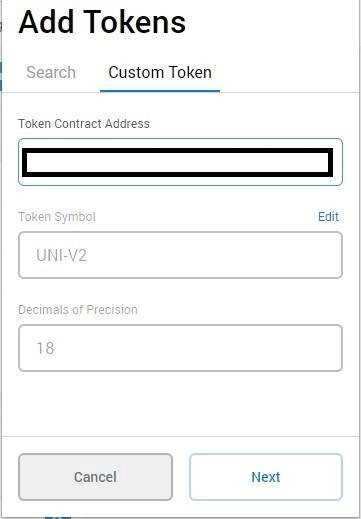 Add Tokens
Search Custom Token
Token Contract Address
Token Symbol Edit
UNI-V2
Decimals of Precision
18
Cancel Next